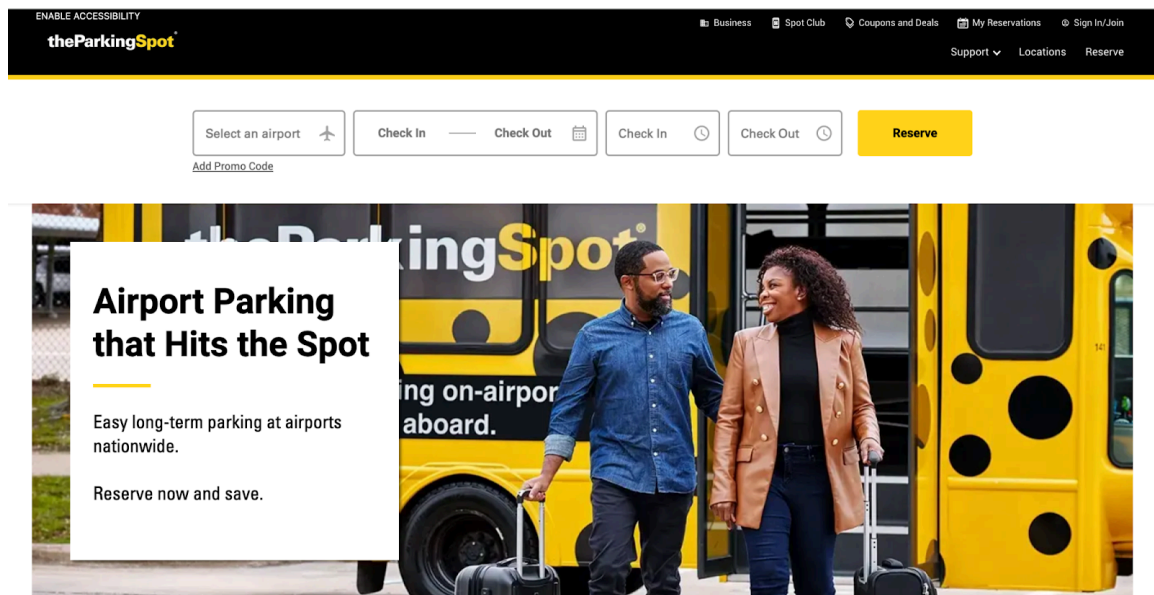 ENABLE ACCESSIBILITY
Business Spot Club Coupons and Deals My Reservations Sign In/Join
theParkingSpot
Support Locations Reserve
Select an airport Check In Check Out Check In Check Out Reserve
Add Promo Code
theParkingSpot
Airport Parking
that Hits the Spot
141
ing on-airpor
aboard.
Easy long-term parking at airports
nationwide.
Reserve now and save.